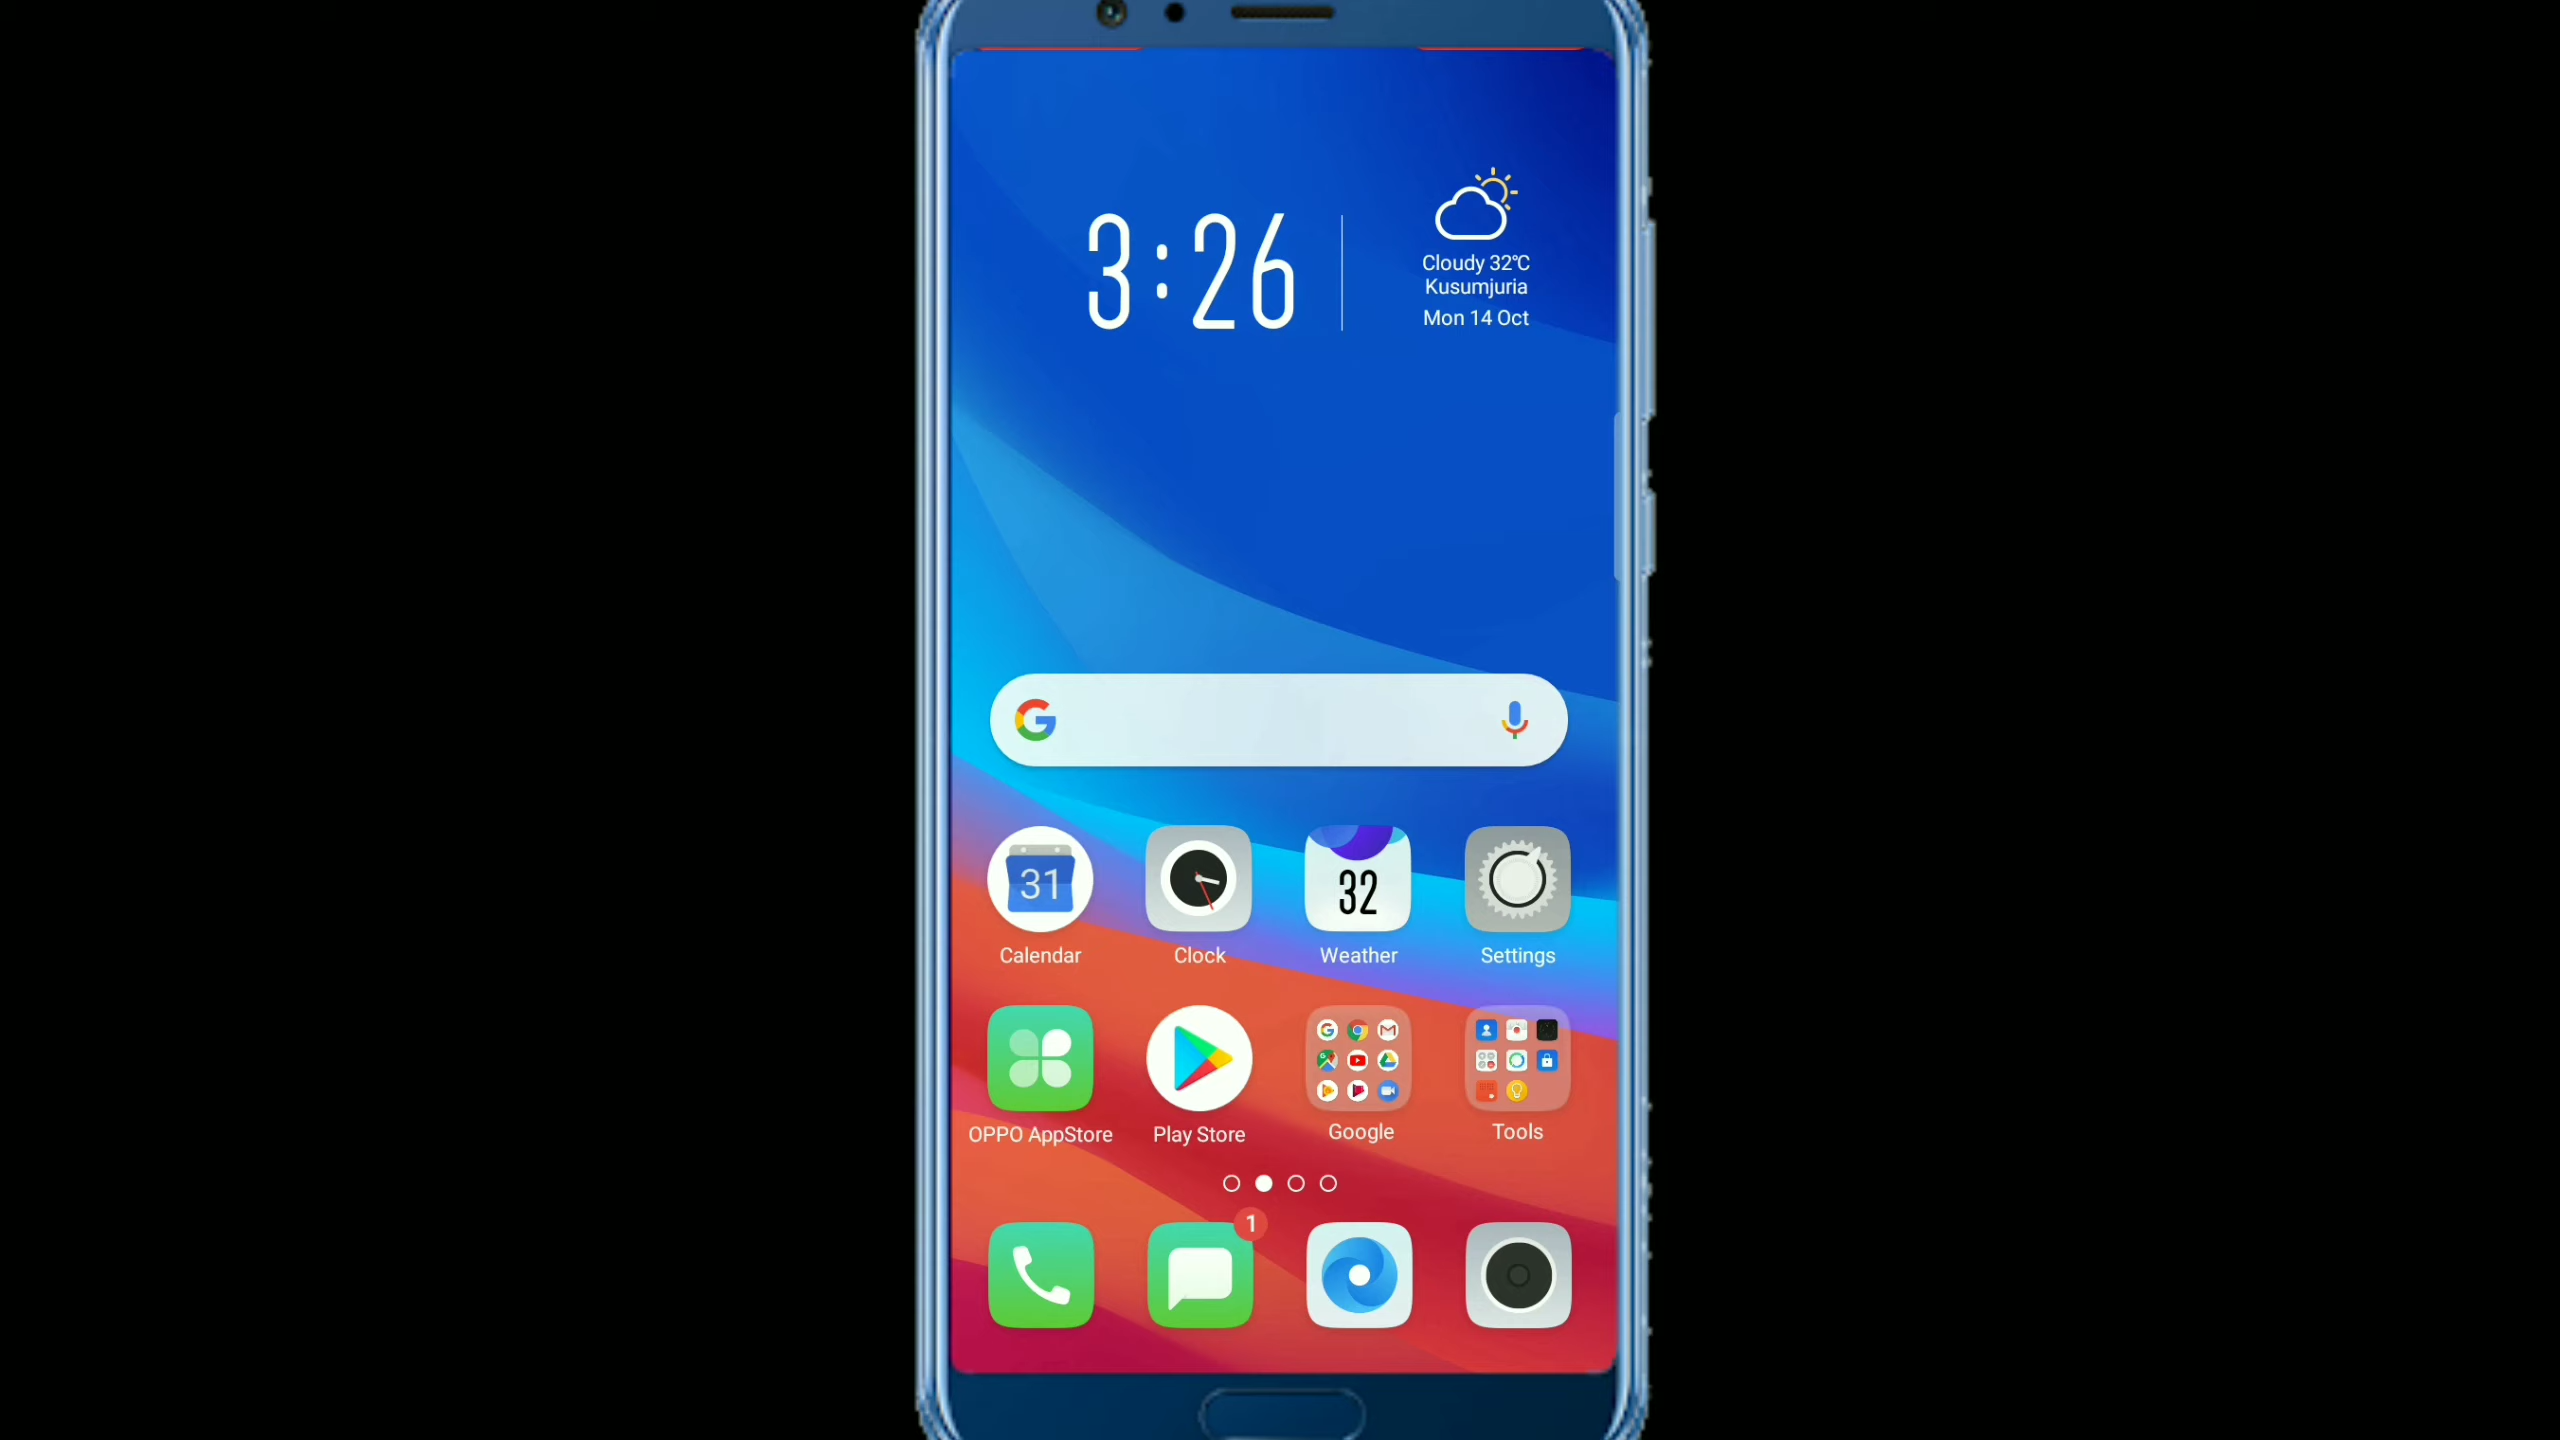 3:26
Cloudy 32℃
Kusumjuria
Mon 14 Oct
31
32
Calendar
Clock
Weather
Settings
OPPO AppStore
Play Store
Google
Tools
1